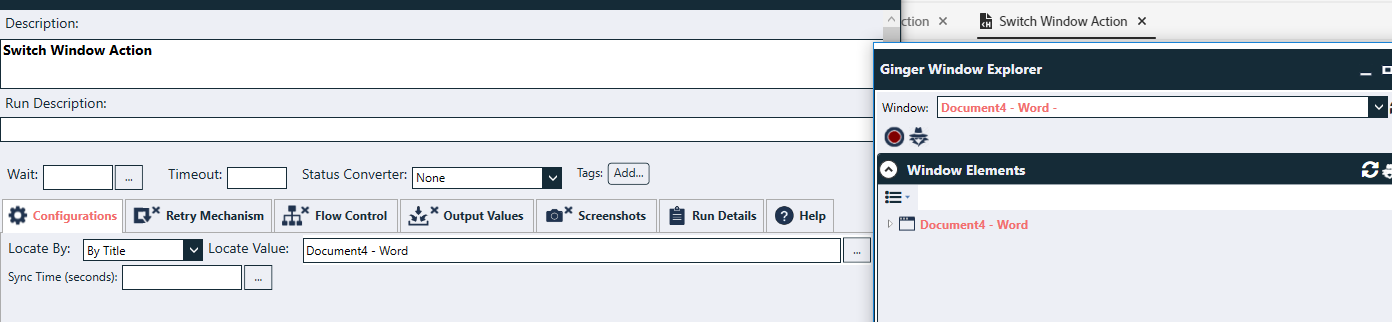 Description:
Switch Window Action
Run Description:
Wait: ... Timeout: Status Converter: None Tags: Add...
Configurations Retry Mechanism Flow Control Output Values Screenshots Run Details Help
Locate By: By Title Locate Value: Document4 - Word ...
Sync Time (seconds): ...
ction × Switch Window Action ×
Ginger Window Explorer
Window: Document4 - Word -
Window Elements
Document4 - Word